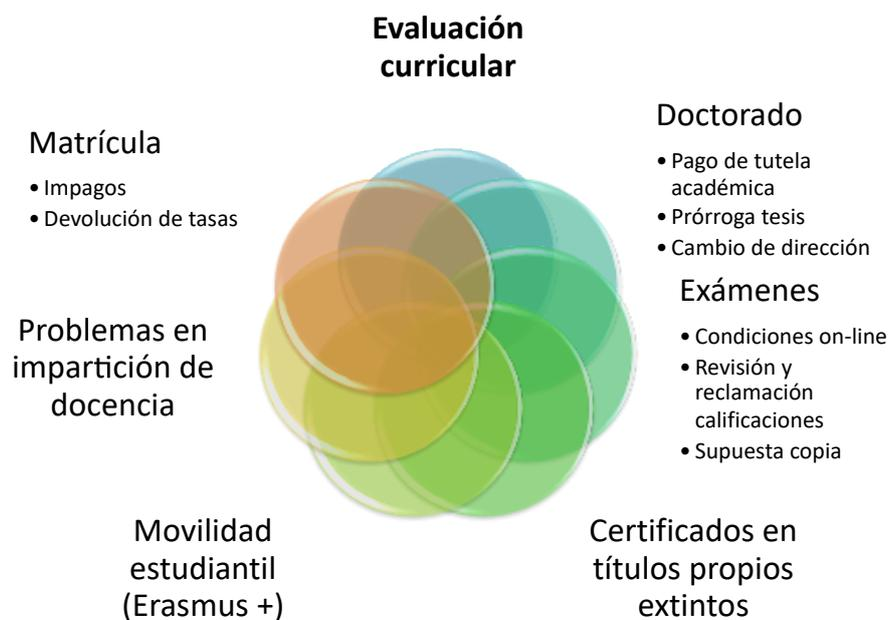 Evaluación
curricular
Doctorado
• Pago de tutela
académica
• Prórroga tesis
• Cambio de dirección
Exámenes
• Condiciones on-line
• Revisión y
reclamación
calificaciones
• Supuesta copia
Certificados en
títulos propios
extintos
Movilidad
estudiantil
(Erasmus +)
Problemas en
impartición de
docencia
Matrícula
• Impagos
• Devolución de tasas